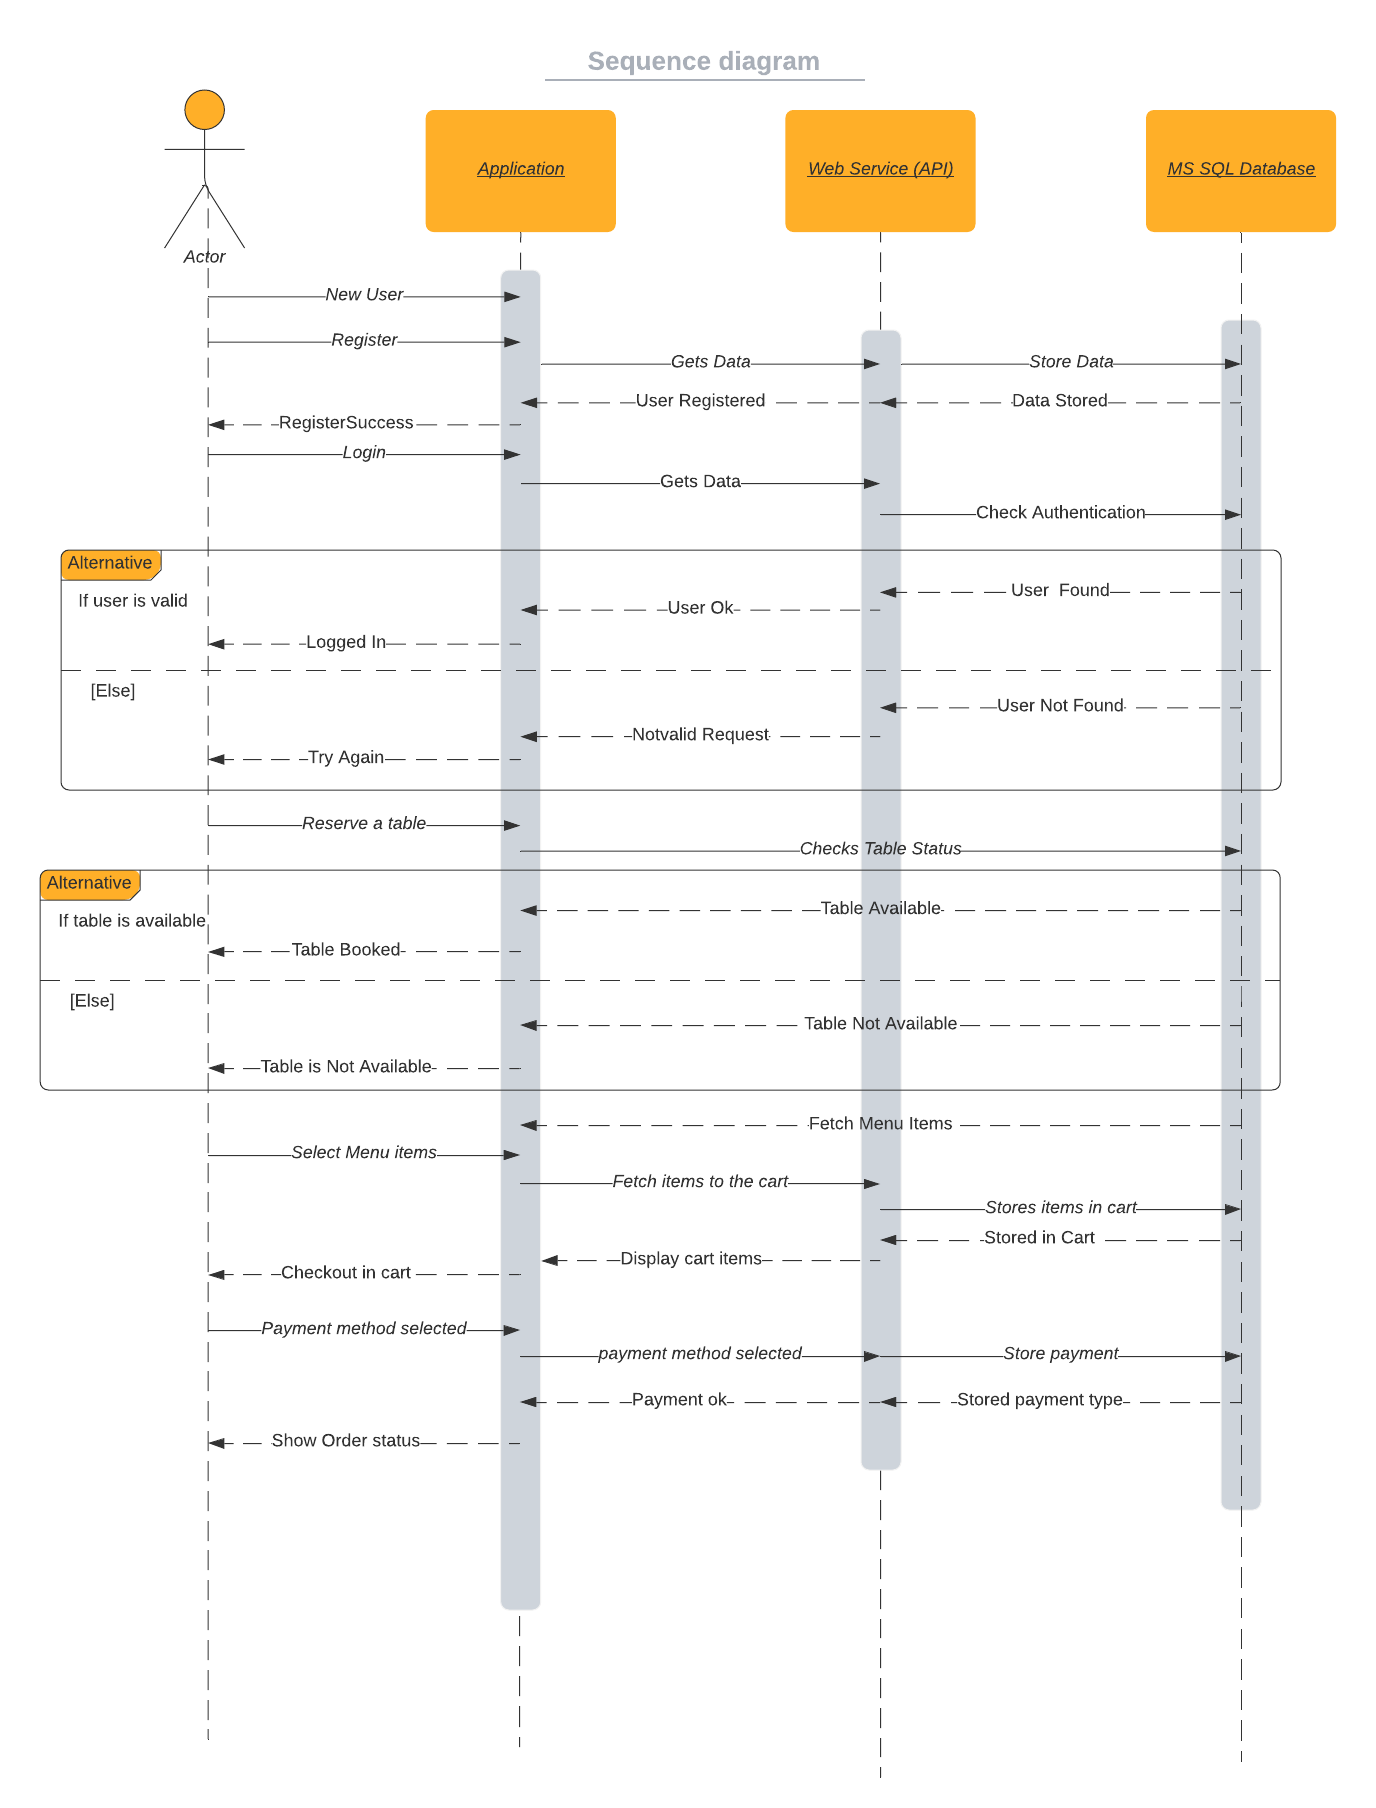 Sequence diagram
Application
Web Service (API)
MS SQL Database
Actor
New User
Register
Gets Data
Store Data
User Registered
Data Stored
RegisterSuccess
Login
Gets Data
Check Authentication
Alternative
If user is valid
User  Found
User Ok
Logged In
[Else]
User Not Found
Notvalid Request
Try Again
Reserve a table
Checks Table Status
Alternative
If table is available
Table Available
Table Booked
[Else]
Table Not Available
Table is Not Available
Fetch Menu Items
Select Menu items
Fetch items to the cart
Stores items in cart
Stored in Cart
Display cart items
Checkout in cart
Payment method selected
payment method selected
Store payment
Payment ok
Stored payment type
Show Order status